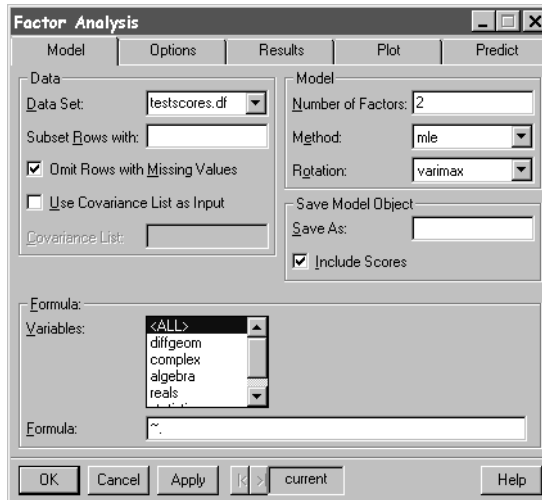 Factor Analysis
Model Options Results Plot Predict
Data
Data Set: testscores.df
Subset Rows with:
Omit Rows with Missing Values
Use Covariance List as Input
Covariance List:
Model
Number of Factors: 2
Method: mle
Rotation: varimax
Save Model Object
Save As:
Include Scores
Formula:
Variables: <ALL>
diffgeom
complex
algebra
reals
Formula: ~.
OK Cancel Apply current Help